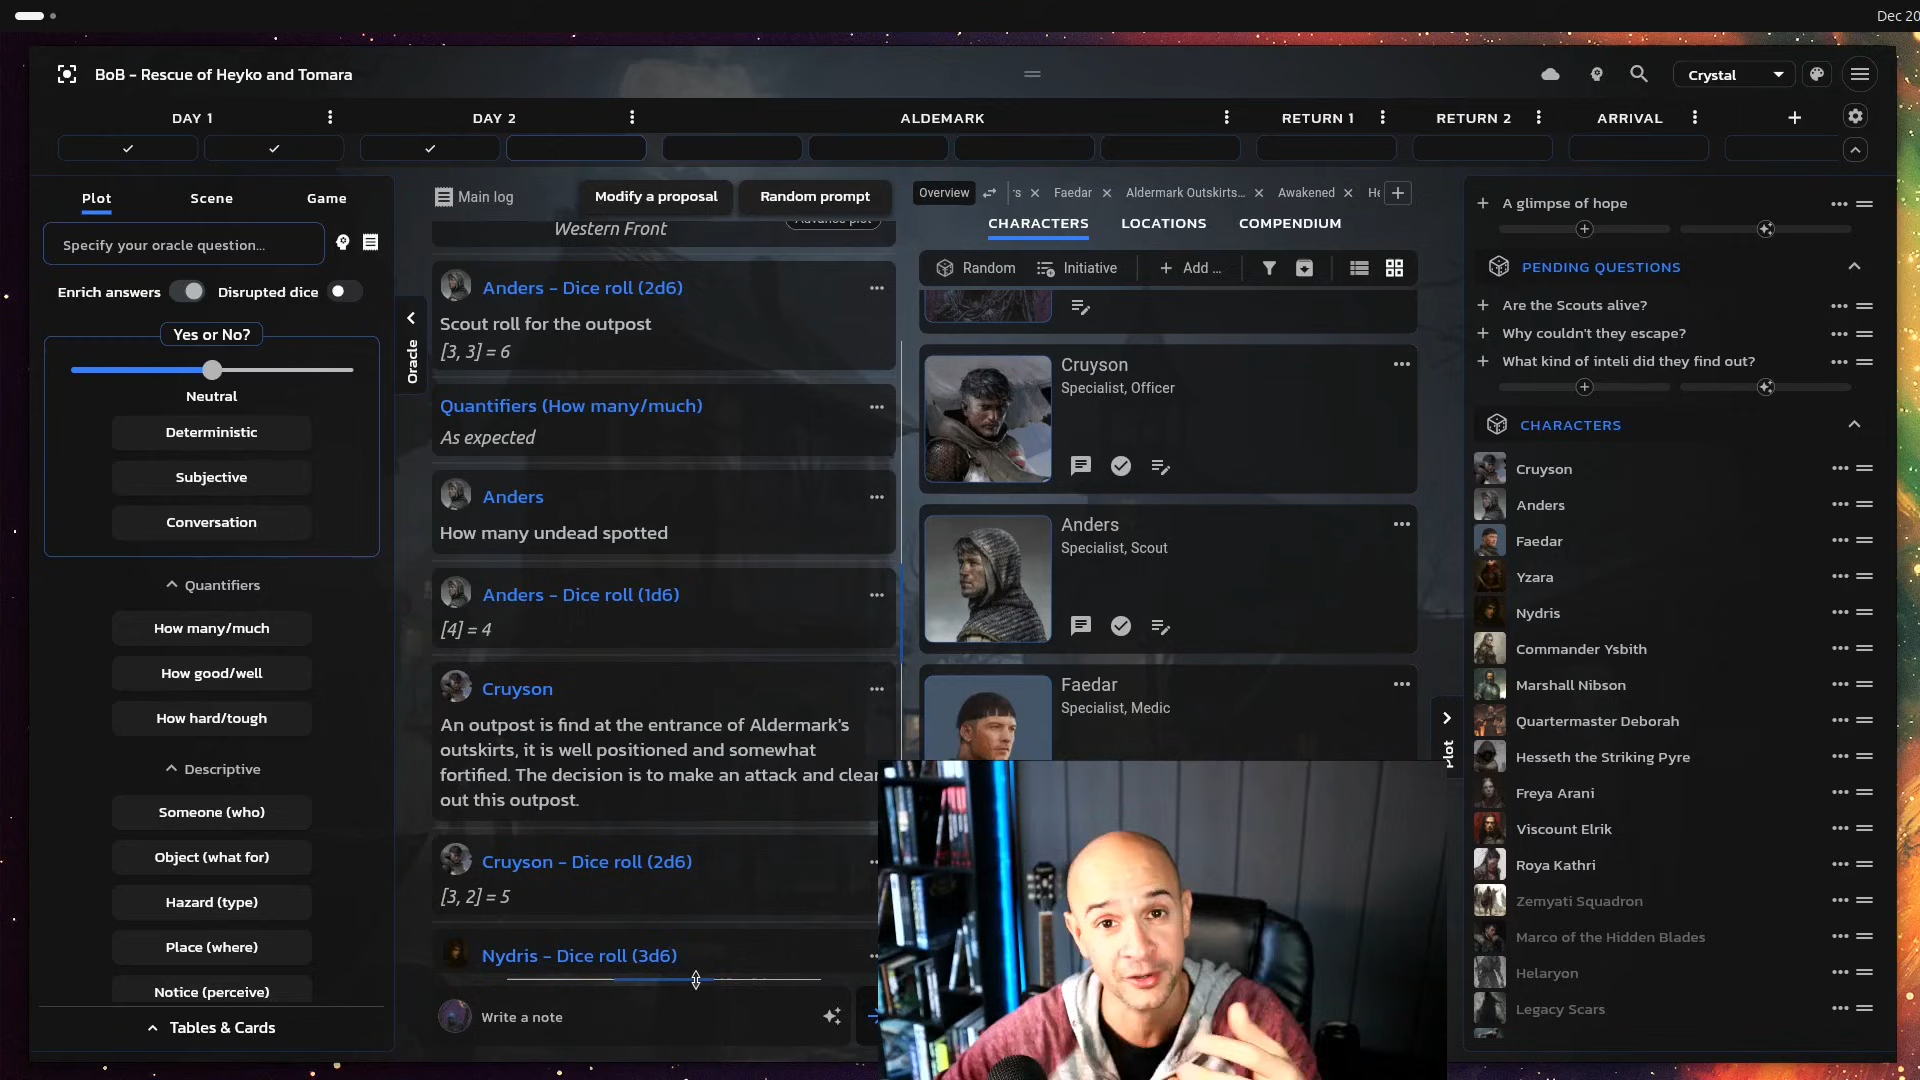 Dec 20
BoB - Rescue of Heyko and Tomara
Crystal
DAY 1
DAY 2
ALDEMARK
RETURN 1
RETURN 2
ARRIVAL
Plot
Scene
Game
Specify your oracle question...
Enrich answers
Disrupted dice
Yes or No?
Neutral
Deterministic
Subjective
Conversation
Quantifiers
How many/much
How good/well
How hard/tough
Descriptive
Someone (who)
Object (what for)
Hazard (type)
Place (where)
Notice (perceive)
Tables & Cards
Oracle
Main log
Modify a proposal
Random prompt
Advance plot
Western Front
Anders - Dice roll (2d6)
Scout roll for the outpost
[3, 3] = 6
Quantifiers (How many/much)
As expected
Anders
How many undead spotted
Anders - Dice roll (1d6)
[4] = 4
Cruyson
An outpost is find at the entrance of Aldermark's
outskirts, it is well positioned and somewhat
fortified. The decision is to make an attack and clear
out this outpost.
Cruyson - Dice roll (2d6)
[3, 2] = 5
Nydris - Dice roll (3d6)
Write a note
Overview
Faedar
Aldermark Outskirts...
Awakened
CHARACTERS
LOCATIONS
COMPENDIUM
Random
Initiative
Add ...
Cruyson
Specialist, Officer
Anders
Specialist, Scout
Faedar
Specialist, Medic
Plot
A glimpse of hope
PENDING QUESTIONS
Are the Scouts alive?
Why couldn't they escape?
What kind of inteli did they find out?
CHARACTERS
Cruyson
Anders
Faedar
Yzara
Nydris
Commander Ysbith
Marshall Nibson
Quartermaster Deborah
Hesseth the Striking Pyre
Freya Arani
Viscount Elrik
Roya Kathri
Zemyati Squadron
Marco of the Hidden Blades
Helaryon
Legacy Scars